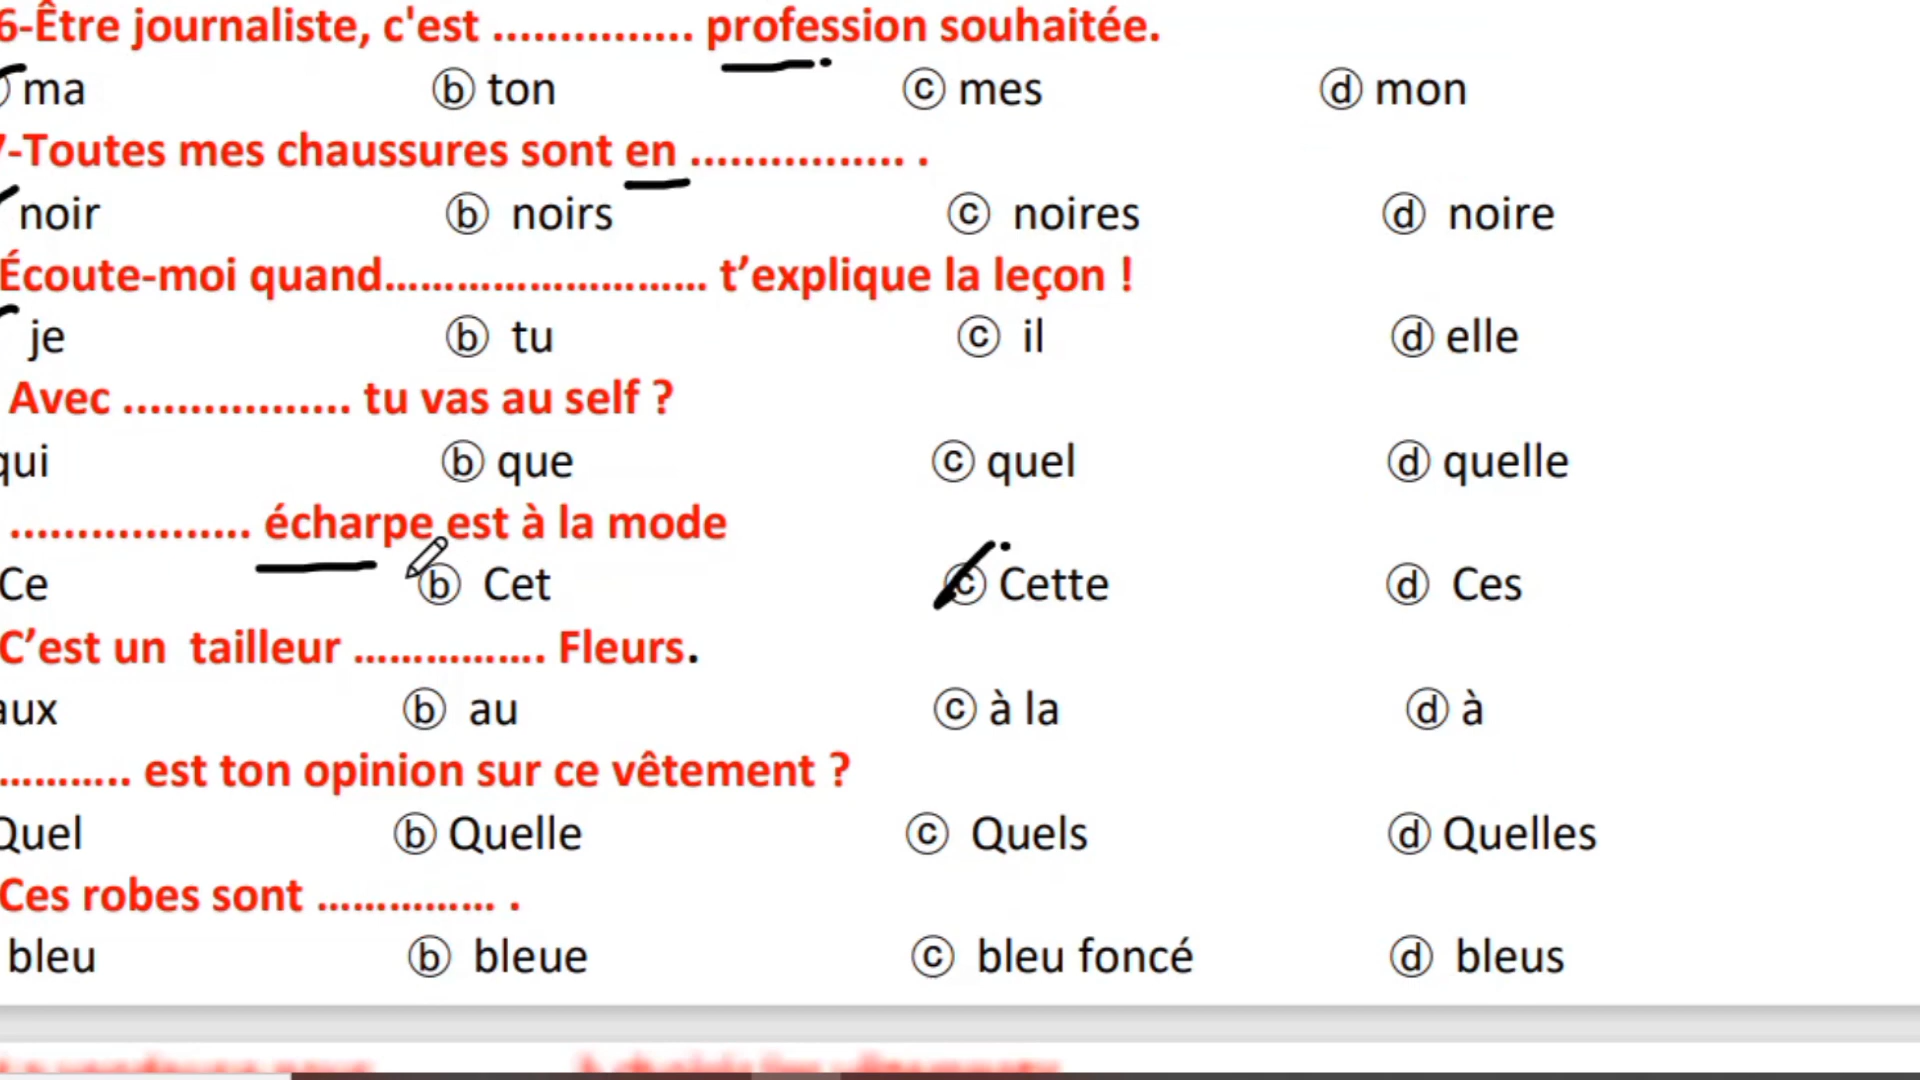 6-Être journaliste, c'est ............... profession souhaitée.
ma ⓑ ton ⓒ mes ⓓ mon
7-Toutes mes chaussures sont en ................ .
noir ⓑ noirs ⓒ noires ⓓ noire
Écoute-moi quand........................... t’explique la leçon !
je ⓑ tu ⓒ il ⓓ elle
Avec ................. tu vas au self ?
qui ⓑ que ⓒ quel ⓓ quelle
.................. écharpe est à la mode
Ce ⓑ Cet ⓒ Cette ⓓ Ces
C’est un tailleur ................ Fleurs.
aux ⓑ au ⓒ à la ⓓ à
........... est ton opinion sur ce vêtement ?
Quel ⓑ Quelle ⓒ Quels ⓓ Quelles
Ces robes sont ............... .
bleu ⓑ bleue ⓒ bleu foncé ⓓ bleus